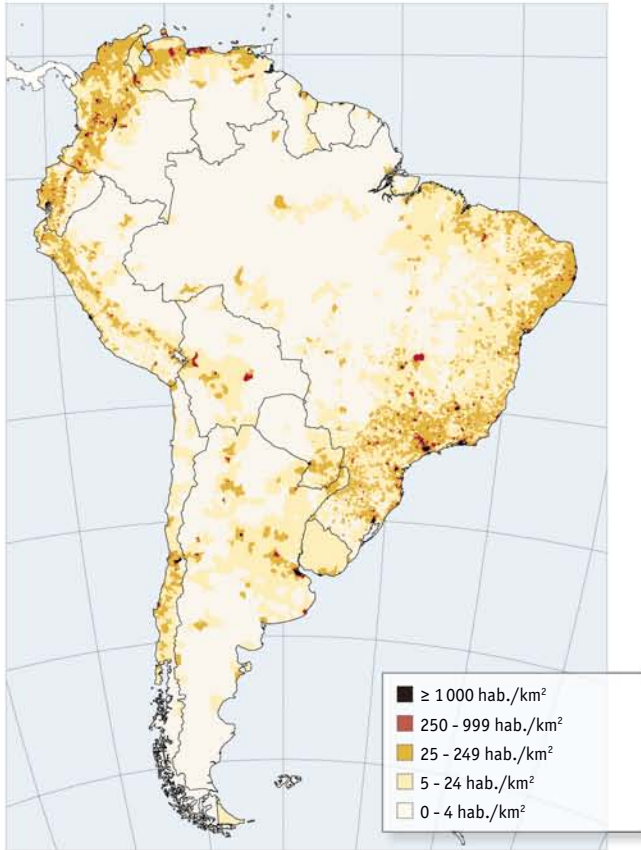 ≥ 1 000 hab./km²
250 - 999 hab./km²
25 - 249 hab./km²
5 - 24 hab./km²
0 - 4 hab./km²